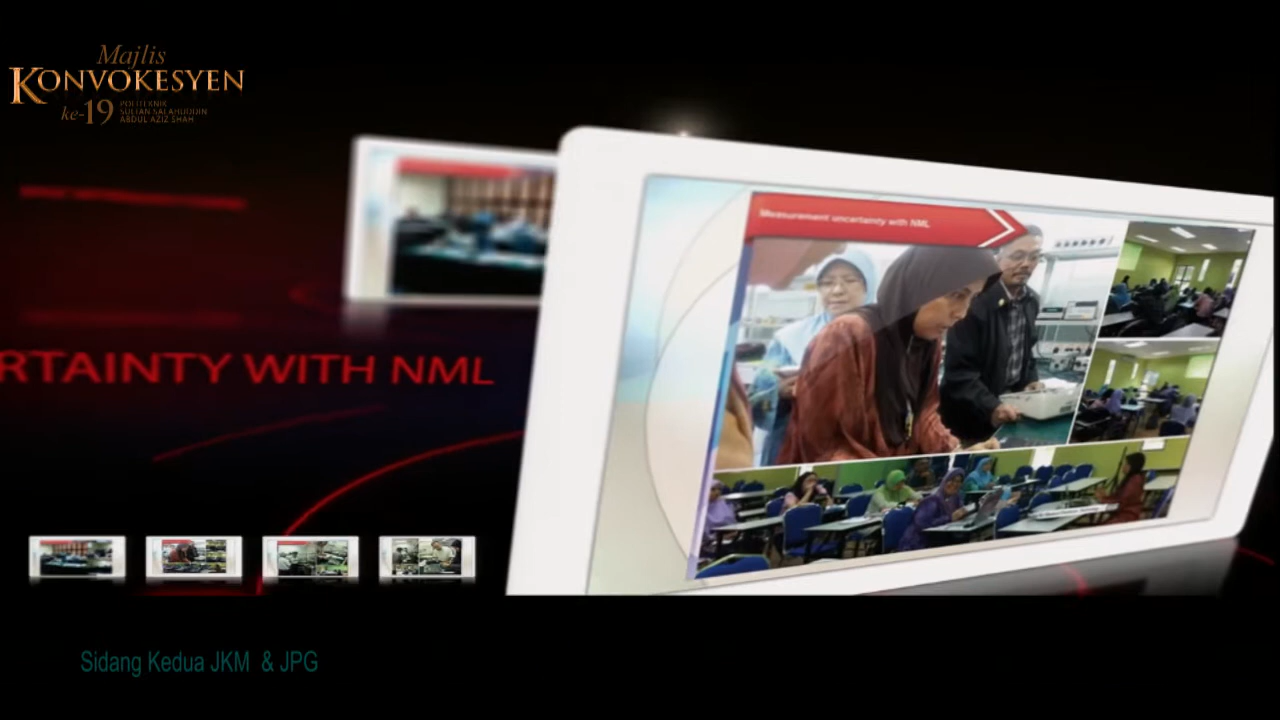 Majlis
KONVOKESYEN
ke-19 POLITEKNIK
SULTAN SALAHUDDIN
ABDUL AZIZ SHAH
Measurement uncertainty with NML
RTAINTY WITH NML
Sidang Kedua JKM & JPG